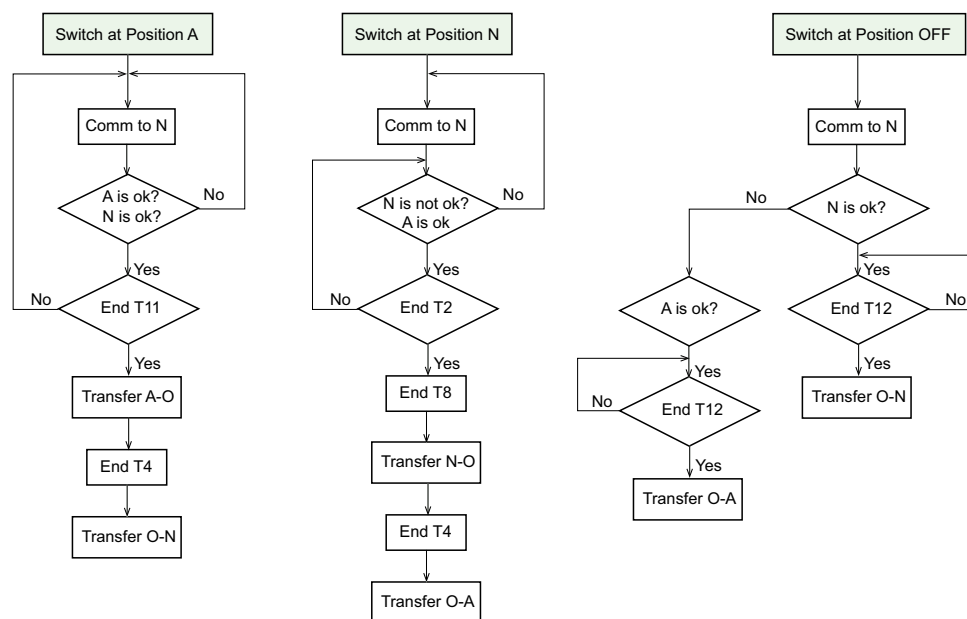 Switch at Position A
Comm to N
A is ok?
N is ok?
No
Yes
No
End T11
Yes
Transfer A-O
End T4
Transfer O-N
Switch at Position N
Comm to N
N is not ok?
A is ok
No
Yes
No
End T2
Yes
End T8
Transfer N-O
End T4
Transfer O-A
Switch at Position OFF
Comm to N
No
N is ok?
Yes
End T12
No
Yes
Transfer O-N
A is ok?
Yes
No
End T12
Yes
Transfer O-A